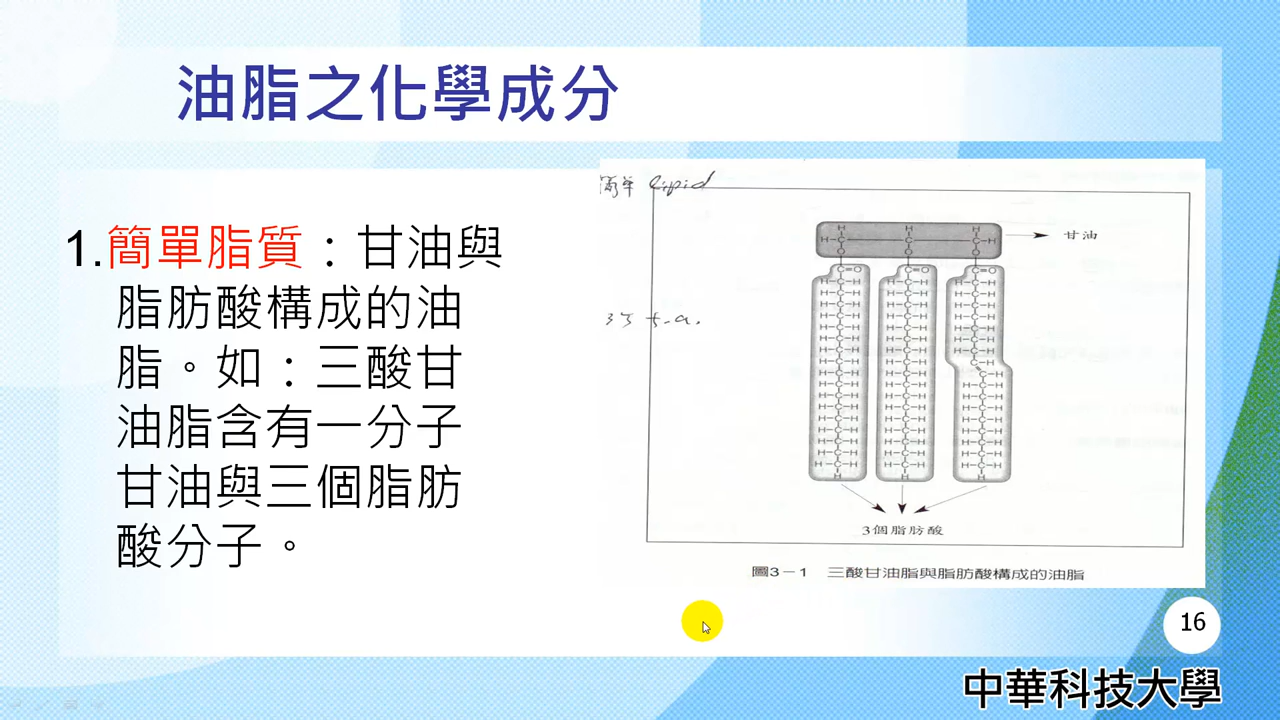 油脂之化學成分
1.簡單脂質：甘油與
脂肪酸構成的油
脂。如：三酸甘
油脂含有一分子
甘油與三個脂肪
酸分子。
簡單 Lipid
甘油
3個脂肪酸
圖3－1 三酸甘油脂與脂肪酸構成的油脂
16
中華科技大學